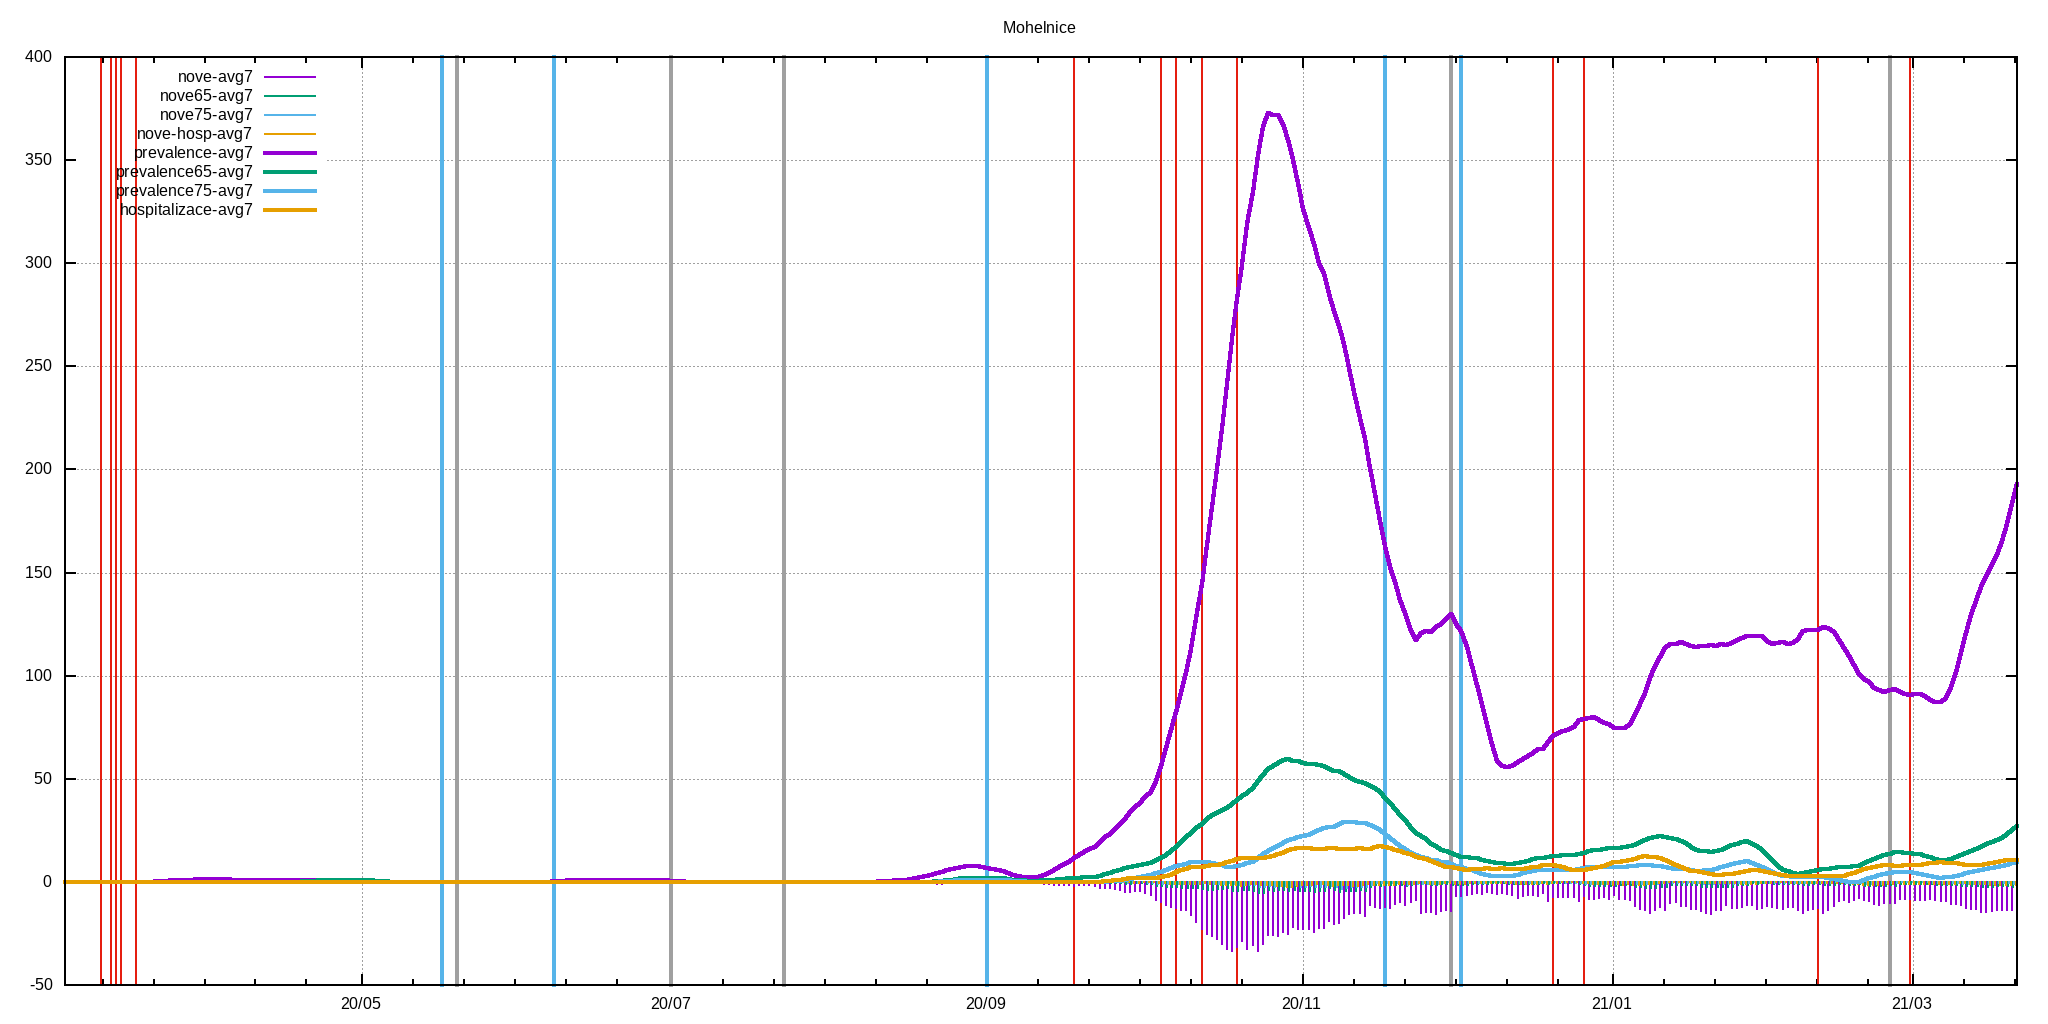 Mohelnice
400
350
300
250
200
150
100
50
0
-50
nove-avg7
nove65-avg7
nove75-avg7
nove-hosp-avg7
prevalence-avg7
prevalence65-avg7
prevalence75-avg7
hospitalizace-avg7
20/05 20/07 20/09 20/11 21/01 21/03